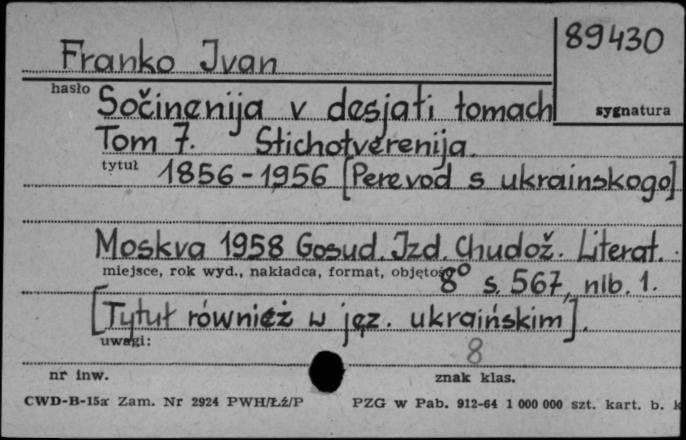 89430
Franko Ivan
hasło
sygnatura
Sočinenija v desjati tomach
Tom 7. Stichotvėrenija.
tytuł
1856-1956 [Perevod s ukrainskogo]
Moskva 1958 Gosud. Izd. Chudož. Literat.
miejsce, rok wyd., nakładca, format, objętość
8° s. 567, nlb. 1.
[Tytuł również w jęz. ukraińskim].
uwagi:
8
nr inw.
znak klas.
CWD-B-15a Zam. Nr 2924 PWH/Łź/P PZG w Pab. 912-64 1 000 000 szt. kart. b. k